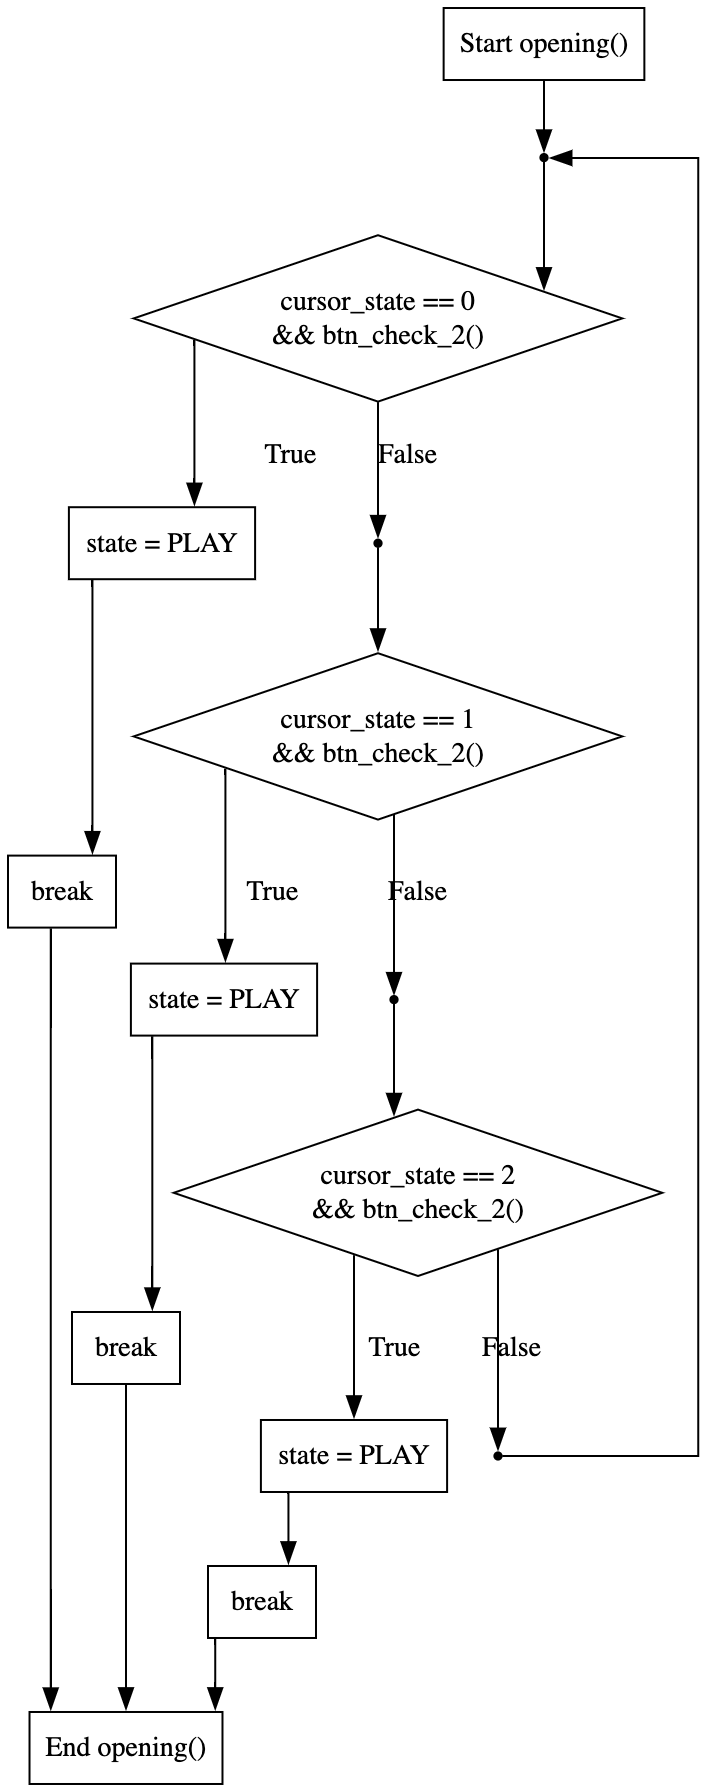 Start opening()
cursor_state == 0
&& btn_check_2()
True
False
state = PLAY
cursor_state == 1
&& btn_check_2()
break
True
False
state = PLAY
cursor_state == 2
&& btn_check_2()
break
True
False
state = PLAY
break
End opening()